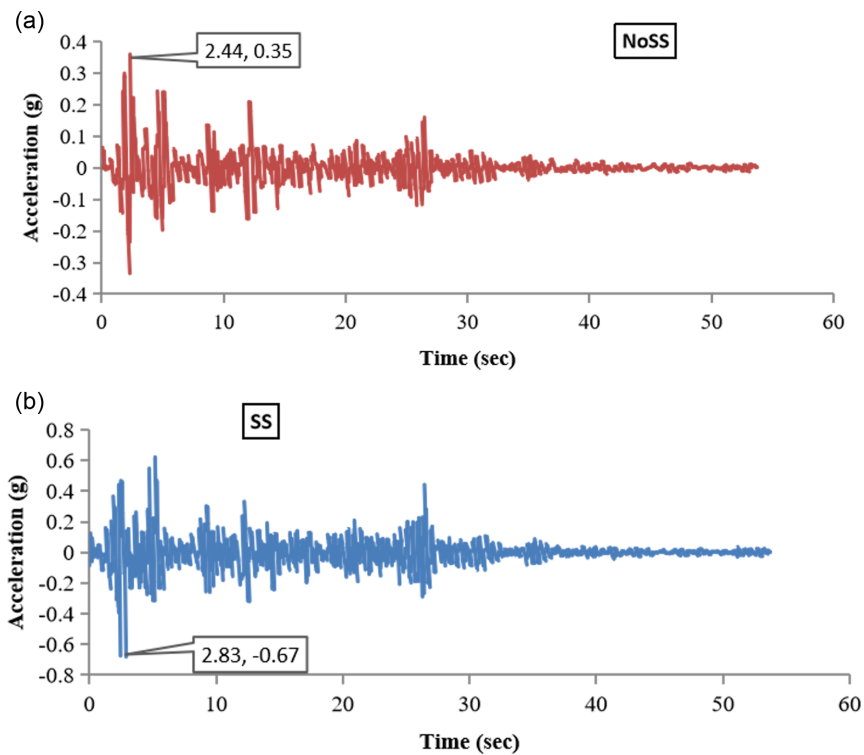 (a)
0.4
2.44, 0.35
NoSS
0.3
0.2
0.1
0
-0.1
-0.2
-0.3
-0.4
Acceleration (g)
0 10 20 30 40 50 60
Time (sec)
(b)
0.8
SS
0.6
0.4
0.2
0
-0.2
-0.4
-0.6
2.83, -0.67
-0.8
Acceleration (g)
0 10 20 30 40 50 60
Time (sec)